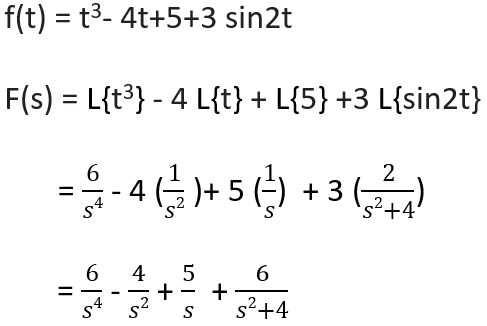 f(t) = t³- 4t+5+3 sin2t
F(s) = L{t³} - 4 L{t} + L{5} +3 L{sin2t}
= 6/s⁴ - 4 (1/s² )+ 5 (1/s) + 3 (2/s²+4)
= 6/s⁴ - 4/s² + 5/s + 6/s²+4